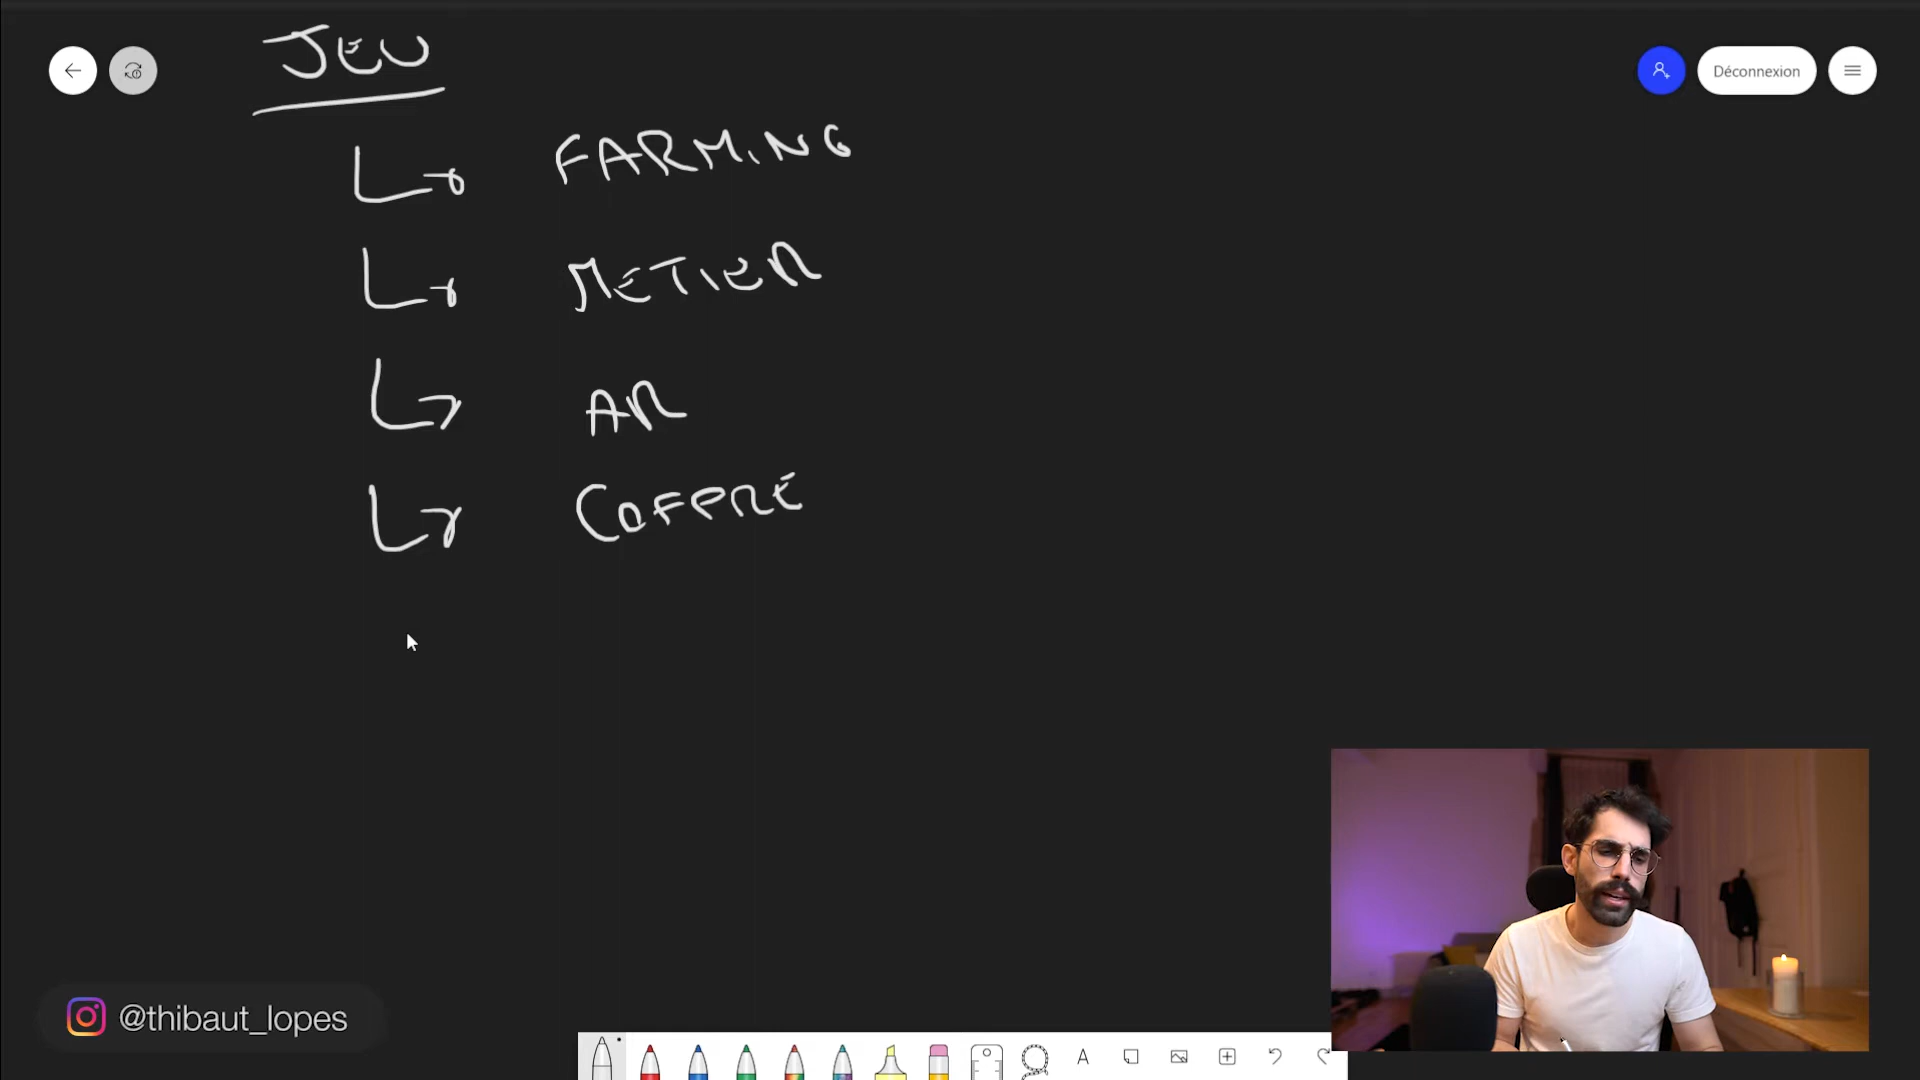 JEU
Déconnexion
FARMING
METIER
AR
COFFRE
@thibaut_lopes
A